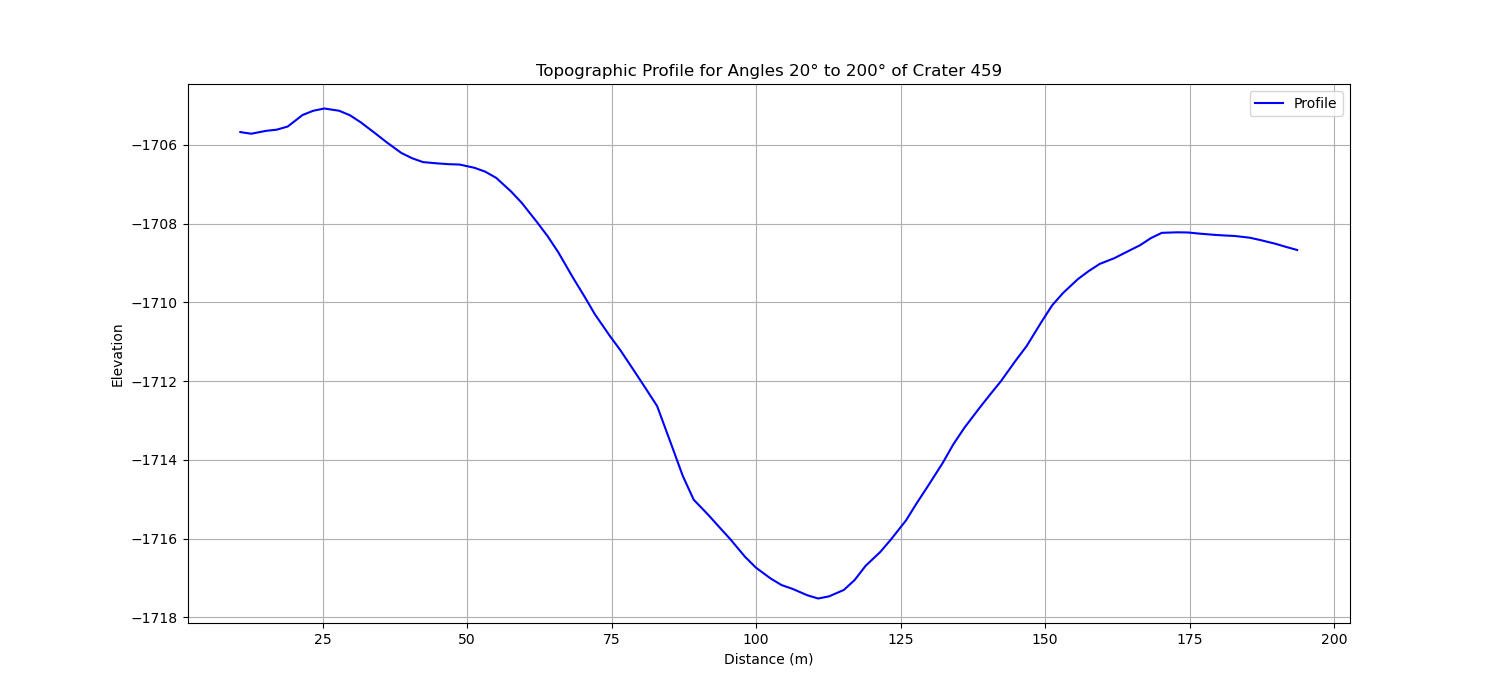 Topographic Profile for Angles 20° to 200° of Crater 459
Profile
−1706
−1708
−1710
−1712
−1714
−1716
−1718
Elevation
25 50 75 100 125 150 175 200
Distance (m)